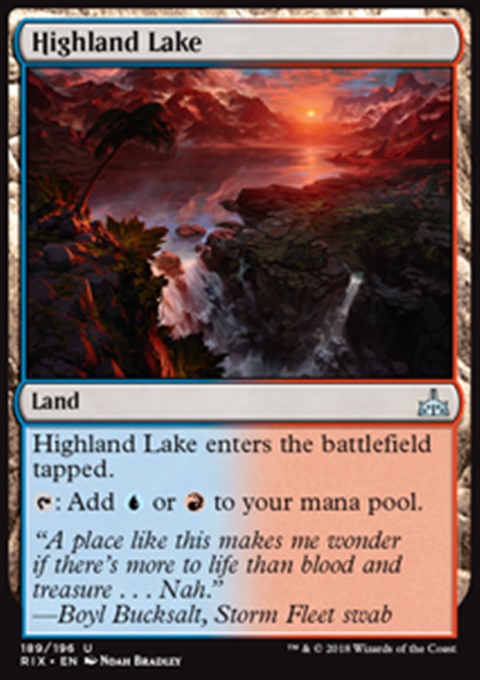 Highland Lake
Land
Highland Lake enters the battlefield
tapped.
: Add or to your mana pool.
"A place like this makes me wonder
if there's more to life than blood and
treasure . . . Nah."
—Boyl Bucksalt, Storm Fleet swab
189/196 U
RIX • EN Noah Bradley
™ & © 2018 Wizards of the Coast